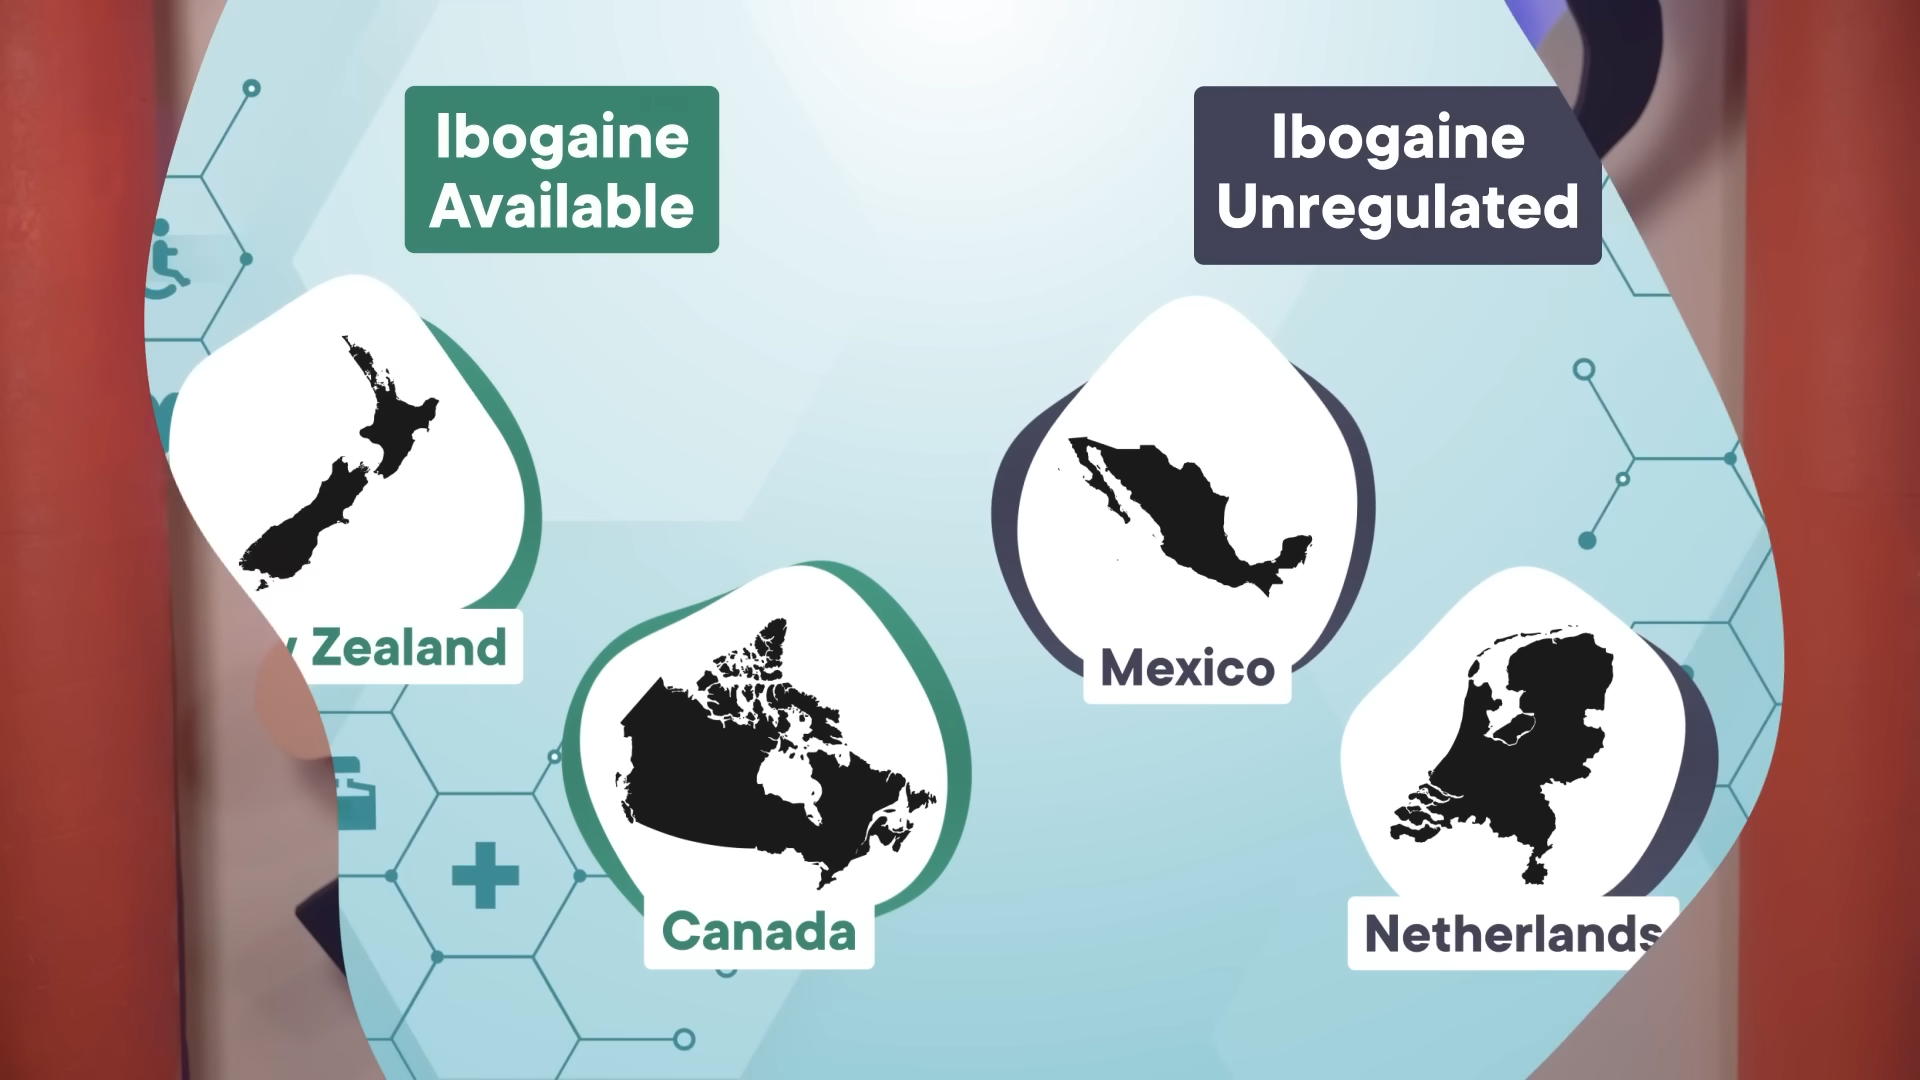 Ibogaine
Available
Ibogaine
Unregulated
Zealand
Mexico
Canada
Netherlands